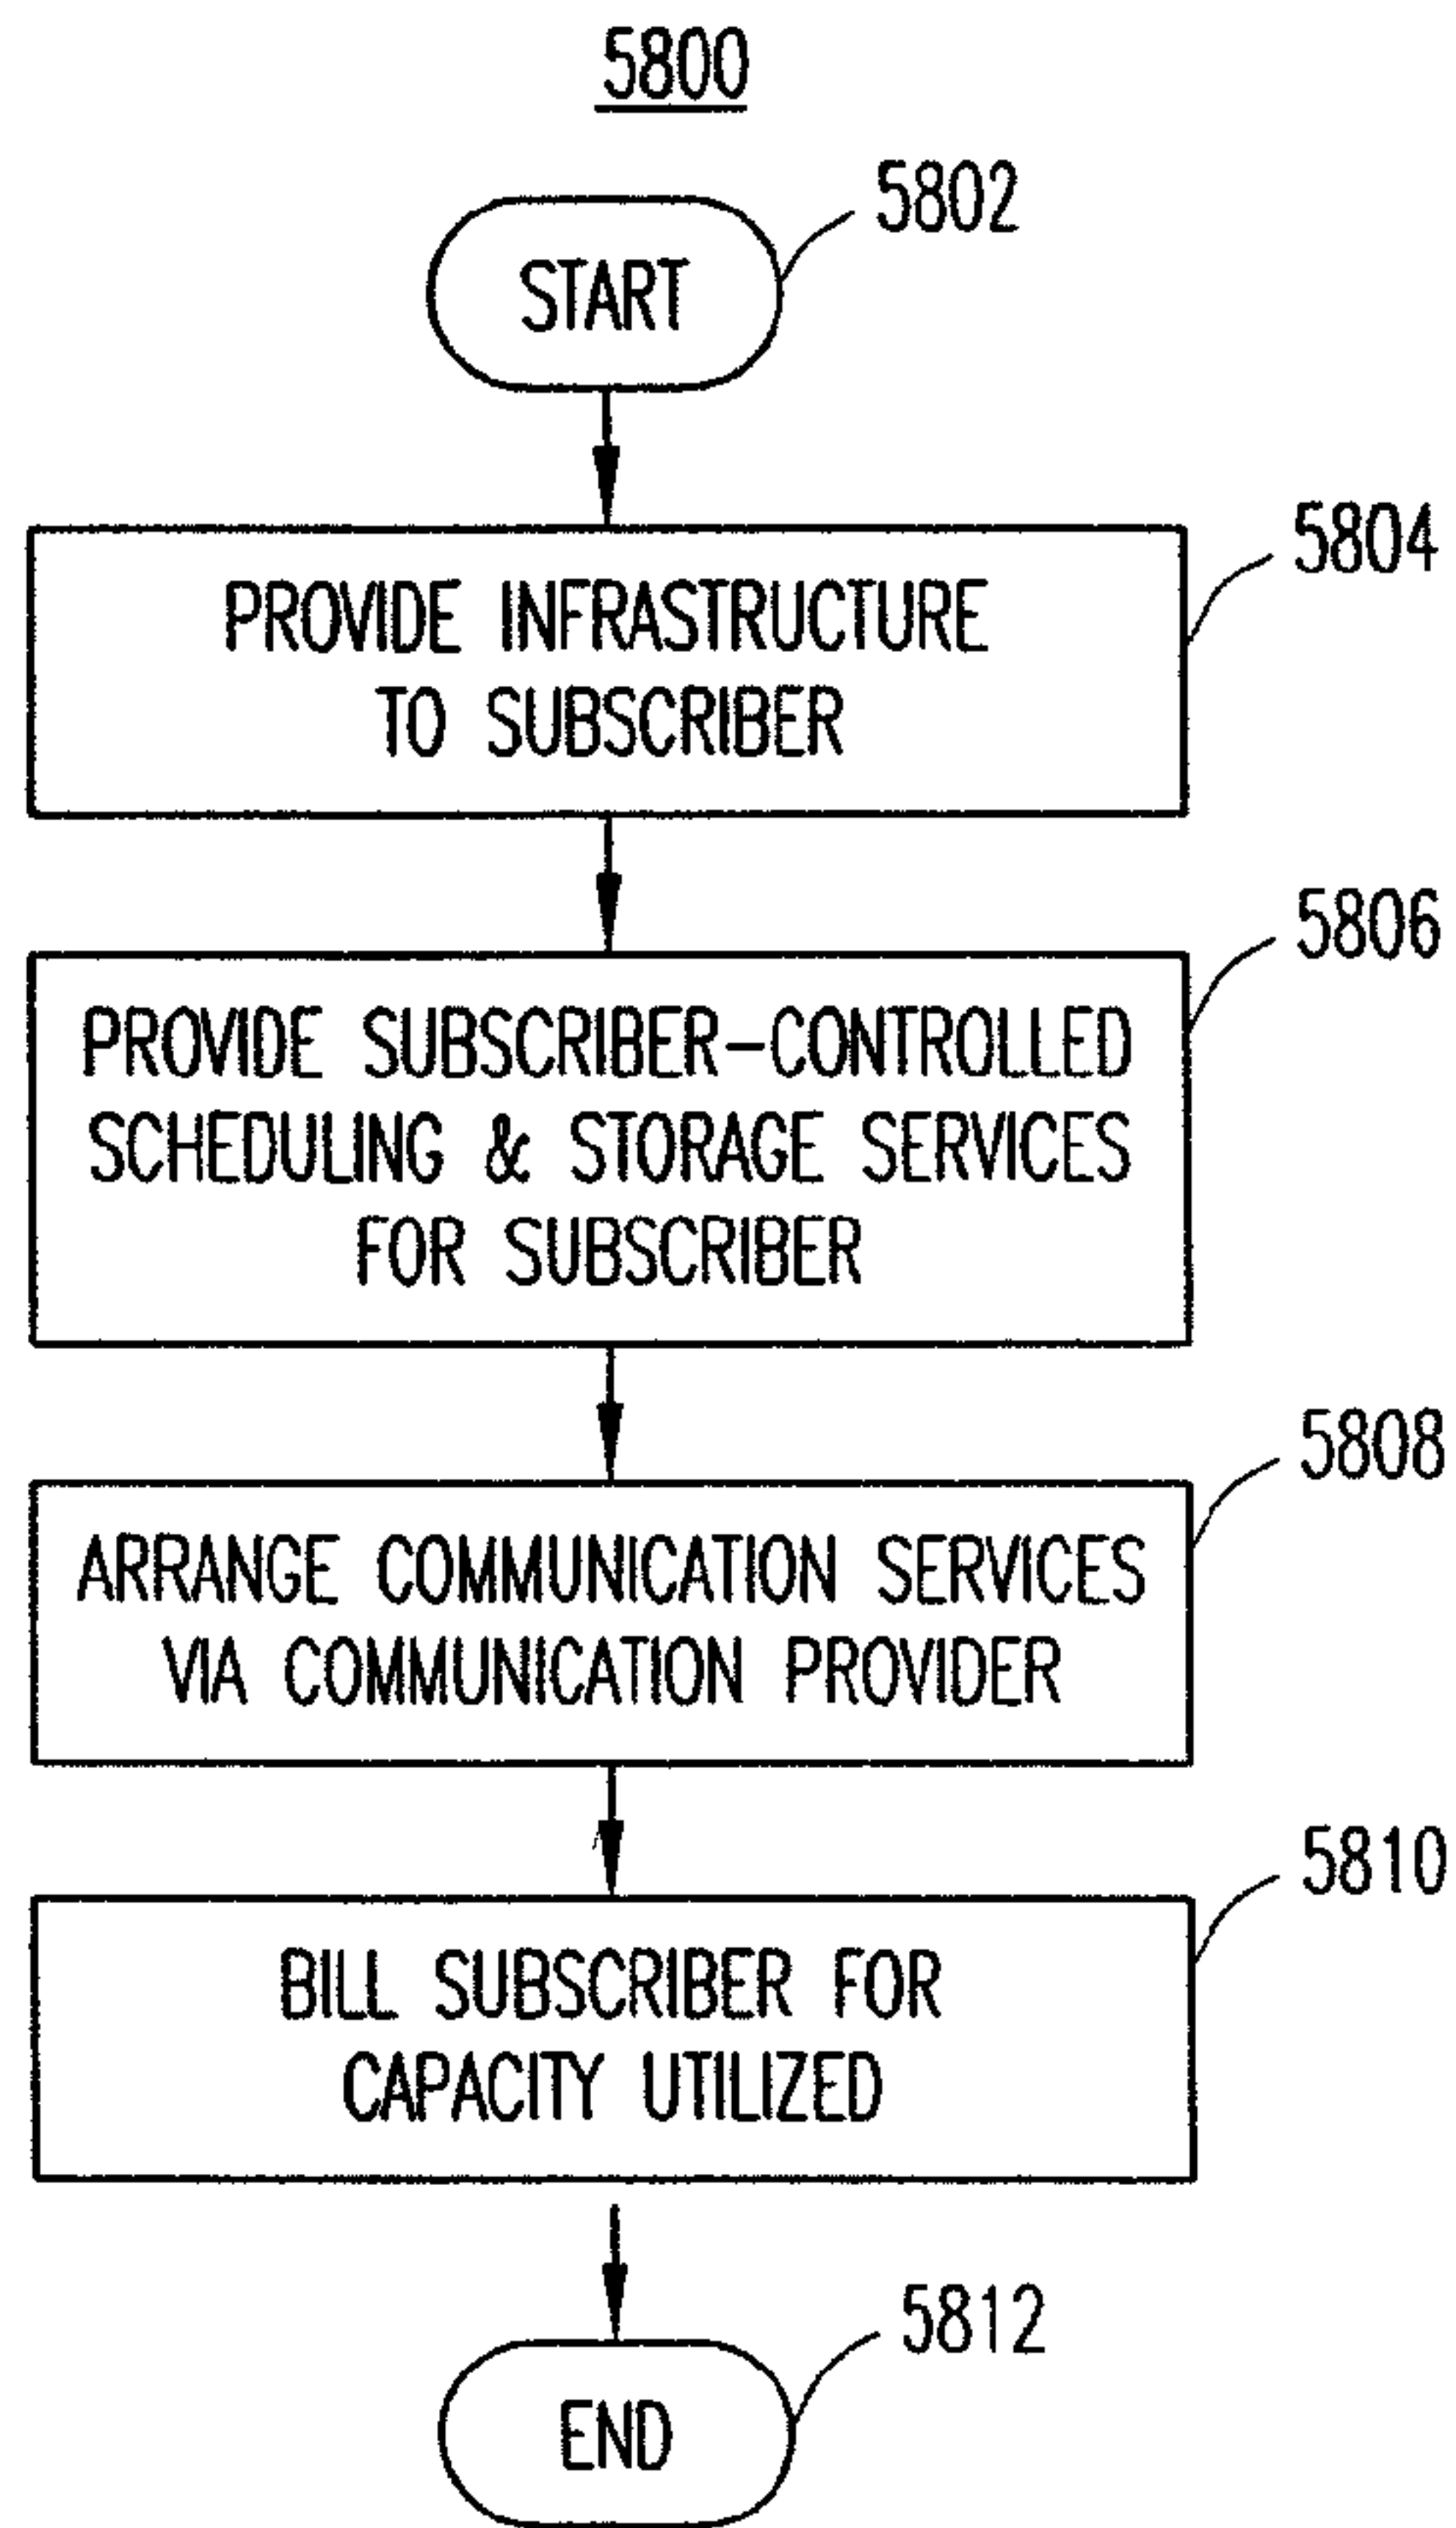 5800
5802
START
5804
PROVIDE INFRASTRUCTURE
TO SUBSCRIBER
5806
PROVIDE SUBSCRIBER-CONTROLLED
SCHEDULING & STORAGE SERVICES
FOR SUBSCRIBER
5808
ARRANGE COMMUNICATION SERVICES
VIA COMMUNICATION PROVIDER
5810
BILL SUBSCRIBER FOR
CAPACITY UTILIZED
5812
END